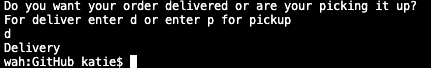 Do you want your order delivered or are your picking it up?
For deliver enter d or enter p for pickup
d
Delivery
wah:GitHub katie$